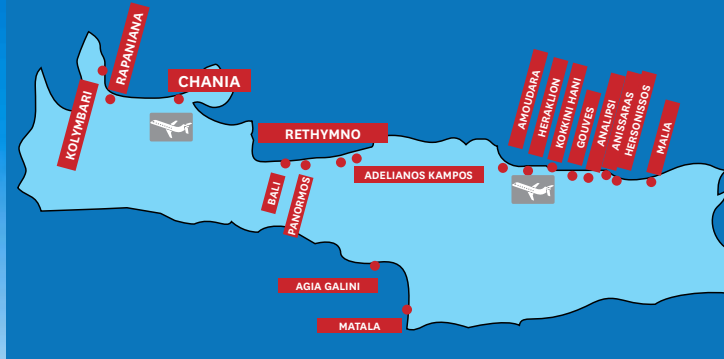 KOLYMBARI
RAPANIANA
CHANIA
RETHYMNO
BALI
PANORMOS
ADELIANOS KAMPOS
AGIA GALINI
MATALA
AMOUDARA
HERAKLION
KOKKINI HANI
GOUVES
ANALIPSI
ANISSARAS
HERSONISSOS
MALIA